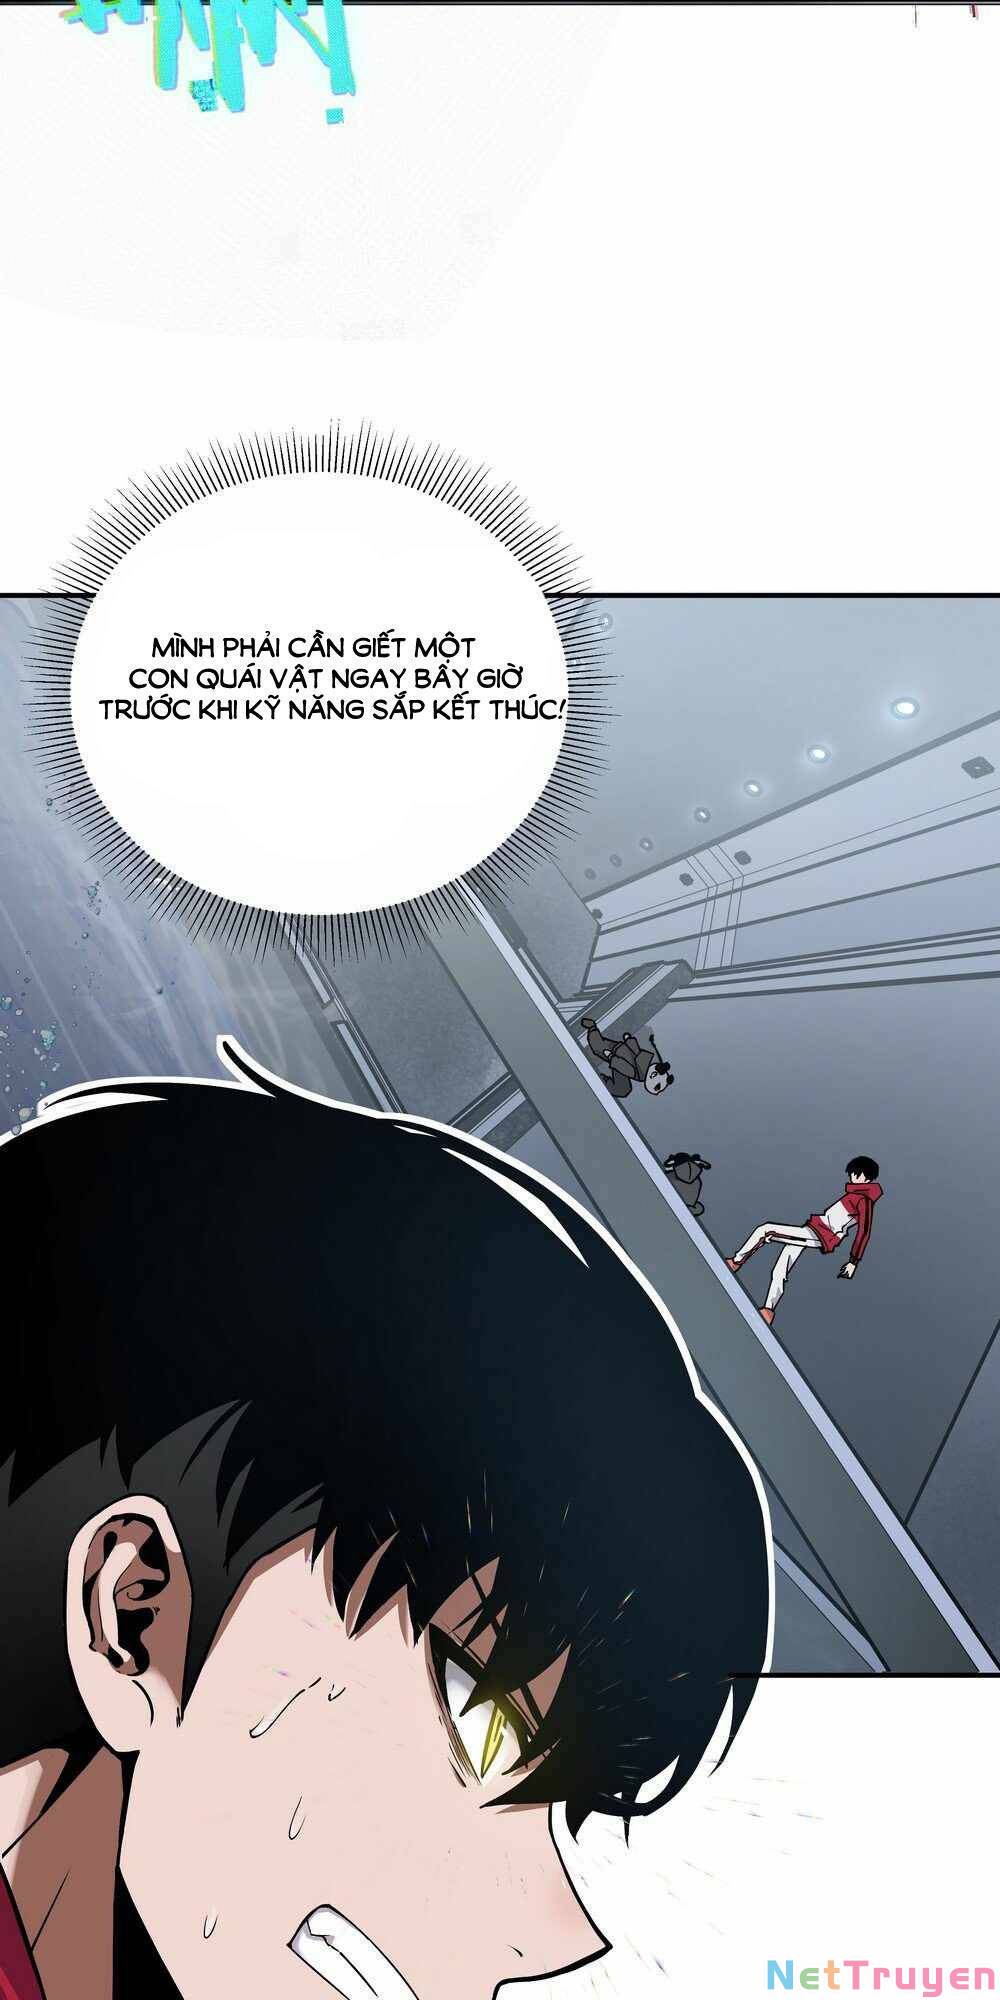 MÌNH PHẢI CẦN GIẾT MỘT
CON QUÁI VẬT NGAY BÂY GIỜ
TRƯỚC KHI KỸ NĂNG SẮP KẾT THÚC!
NetTruyen